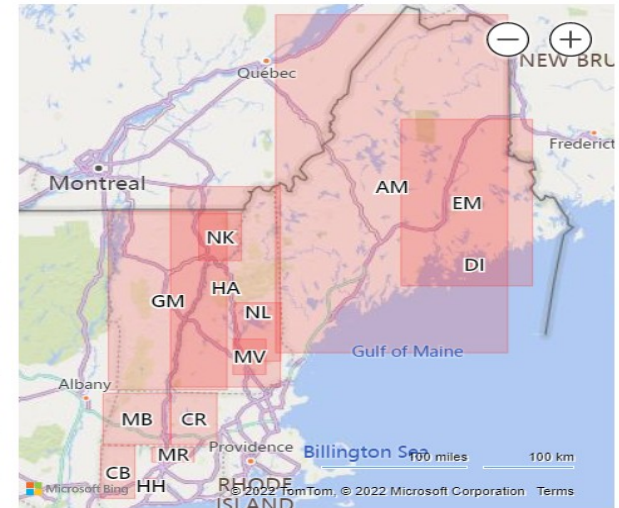 − +
NEW BRU
Québec
Frederict
Montreal
AM
EM
NK
DI
HA
GM
NL
MV
Gulf of Maine
Albany
MB
CR
Providence
Billington Sea
100 miles
100 km
MR
CB
HH
Microsoft Bing
RHODE
ISLAND
© 2022 TomTom, © 2022 Microsoft Corporation Terms